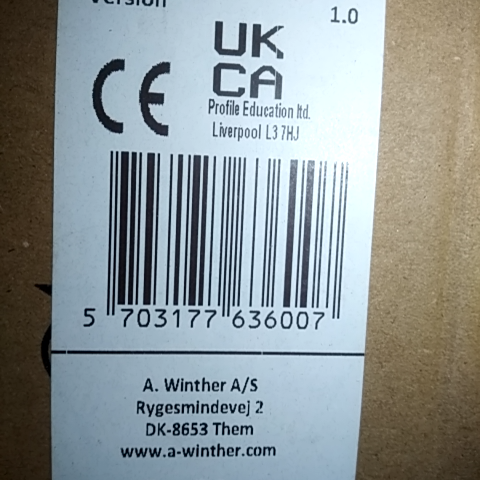 Version 1.0
UK
CA
CE
Profile Education ltd.
Liverpool L3 7HJ
5 703177 636007
A. Winther A/S
Rygesmindevej 2
DK-8653 Them
www.a-winther.com